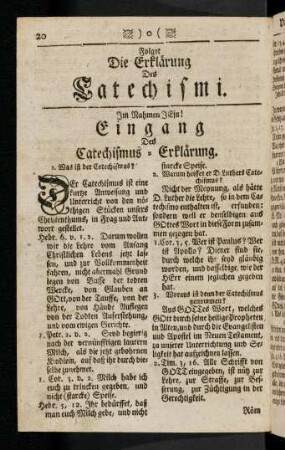 20 )o(
Folget
Die Erklärung
Des
Catechismi.
Im Nahmen JEsu!
Eingang
Der
Catechismus-Erklärung.
1. Was ist der Catechismus?
DEr Catechismus ist eine
kurtze Anweisung und
Unterricht von den nö-
thigsten Stücken unsers
Christenthums, in Frag und Ant-
wort gestellet.
Hebr. 6. v. 1. 2. Darum wollen
wir die Lehre vom Anfang
Christlichen Lebens jetzt las-
sen, und zur Vollkommenheit
fahren, nicht abermahl Grund
legen von Busse der todten
Wercke, von Glauben an
GOtt, von der Tauffe, von der
Lehre, von Hände Aufflegen
von der Todten Aufferstehung,
und vom ewigen Gerichte.
1. Petr. 2. v. 2. Seyd begierig
nach der vernünfftigen lautern
Milch, als die jetzt gebohrnen
Kindlein, auf daß ihr durch die-
selbe zunehmet.
1. Cor. 3. v. 2. Milch habe ich
euch zu trincken gegeben, und
nicht (starcke) Speise.
Hebr. 5. 12. Ihr bedürffet, daß
man euch Milch gebe, und nicht
starcke Speise.
2. Warum heisset er D. Luthers Cate-
chismus?
Nicht der Meynung, als hätte
D. Luther die Lehre, so in dem Ca-
techismo enthalten ist, erfunden:
sondern weil er derselbigen aus
GOttes Wort in diese Form zusam-
men gezogen hat.
1. Cor. 3, 5. Wer ist Paulus? Wer
ist Apollo? Diener sind sie,
durch welche ihr seyd gläubig
worden, und dasselbige, wie der
HErr einem jeglichen gegeben
hat.
3. Woraus ist denn der Catechismus
genommen?
Aus GOTTes Wort, welches
GOtt durch seine heilige Propheten
im Alten, und durch die Evangelisten
und Apostel im Neuen Testament,
zu unserer Unterrichtung und Se-
ligkeit hat aufzeichnen lassen.
2. Tim. 3, 16. Alle Schrifft von
GOTT eingegeben, ist nütz zur
Lehre, zur Straffe, zur Bes-
serung, zur Züchtigung in der
Gerechtigkeit.
Röm